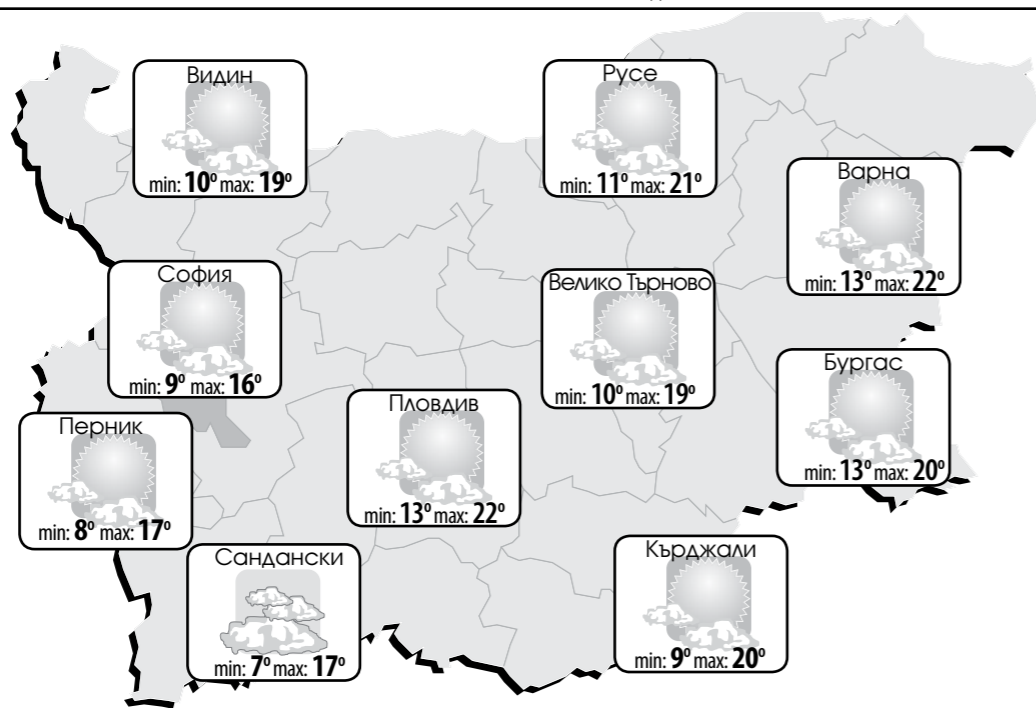 Видин
min: 10° max: 19°
Русе
min: 11° max: 21°
Варна
min: 13° max: 22°
София
min: 9° max: 16°
Велико Търново
min: 10° max: 19°
Бургас
min: 13° max: 20°
Пловдив
min: 13° max: 22°
Перник
min: 8° max: 17°
Сандански
min: 7° max: 17°
Кърджали
min: 9° max: 20°